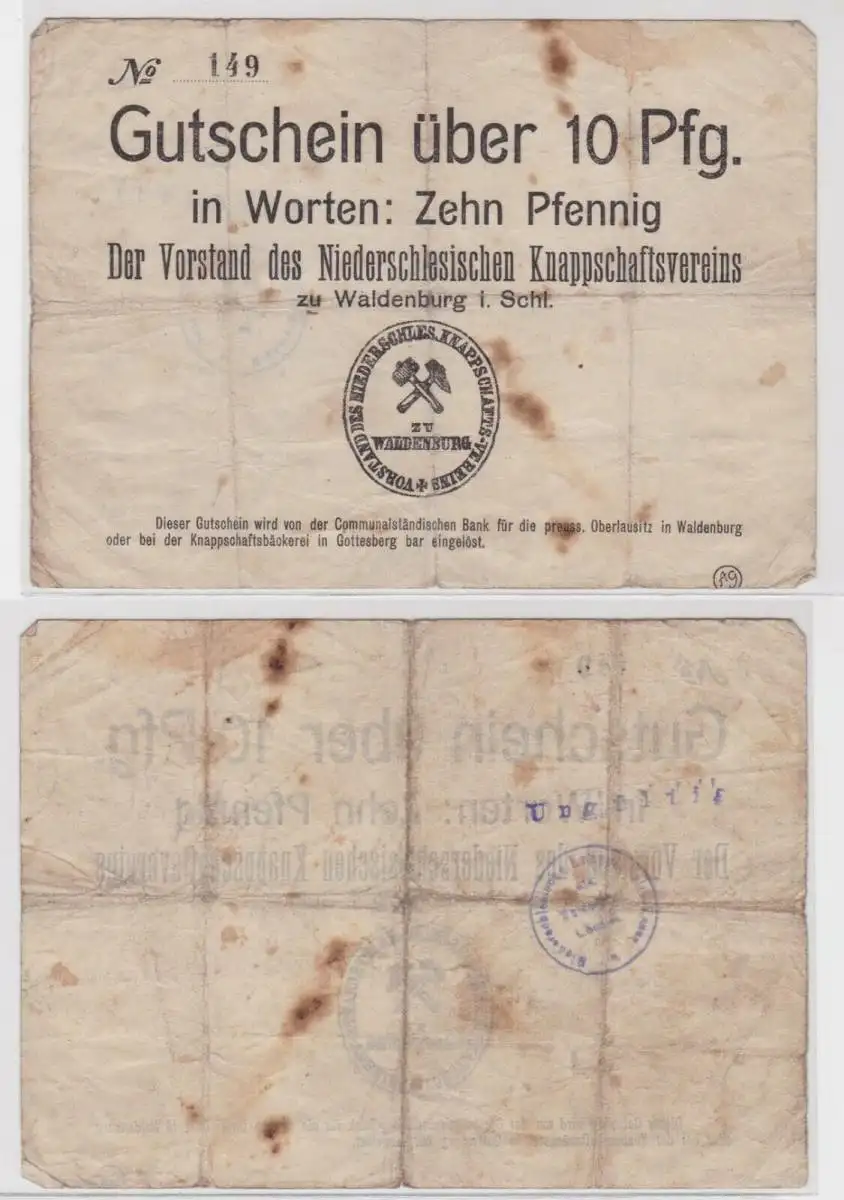 No 149
Gutschein über 10 Pfg.
in Worten: Zehn Pfennig
Der Vorstand des Niederschlesischen Knappschaftsvereins
zu Waldenburg i. Schl.
VORSTAND DES NIEDERSCHLES. KNAPPSCHAFTS-VEREINS
ZU
WALDENBURG
Dieser Gutschein wird von der Communalständischen Bank für die preuss. Oberlausitz in Waldenburg
oder bei der Knappschaftsbäckerei in Gottesberg bar eingelöst.